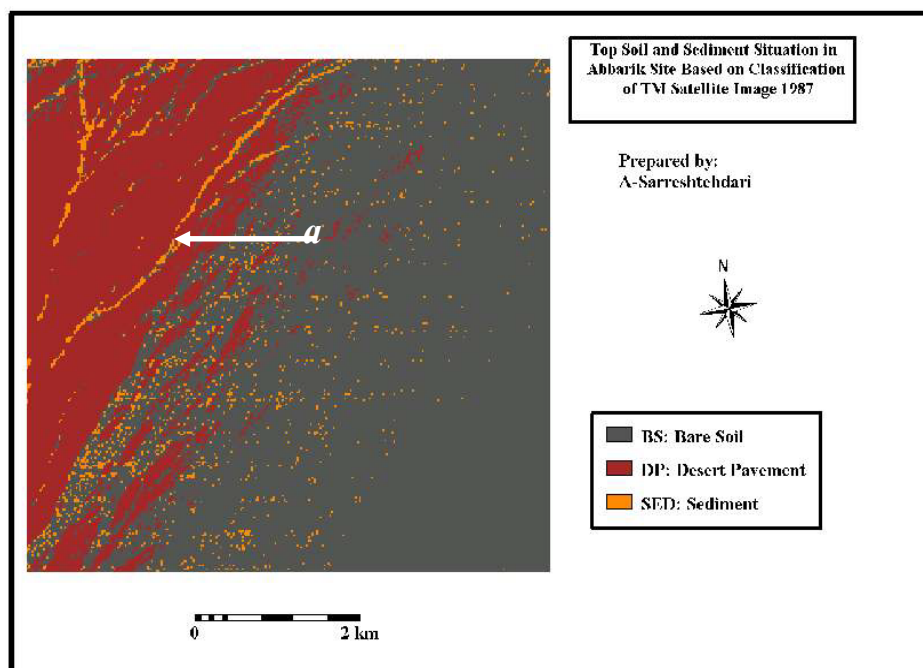 Top Soil and Sediment Situation in
Abbarik Site Based on Classification
of TM Satellite Image 1987
Prepared by:
A-Sarreshtehdari
a
N
BS: Bare Soil
DP: Desert Pavement
SED: Sediment
0 2 km